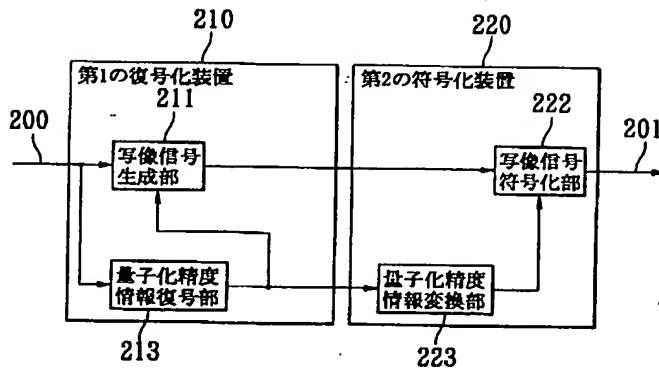 210
220
第1の復号化装置
第2の符号化装置
211
222
200
201
写像信号
生成部
写像信号
符号化部
量子化精度
情報復号部
量子化精度
情報変換部
213
223